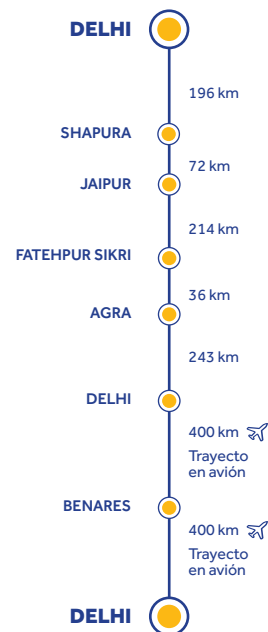 DELHI
196 km
SHAPURA
72 km
JAIPUR
214 km
FATEHPUR SIKRI
36 km
AGRA
243 km
DELHI
400 km
Trayecto
en avión
BENARES
400 km
Trayecto
en avión
DELHI